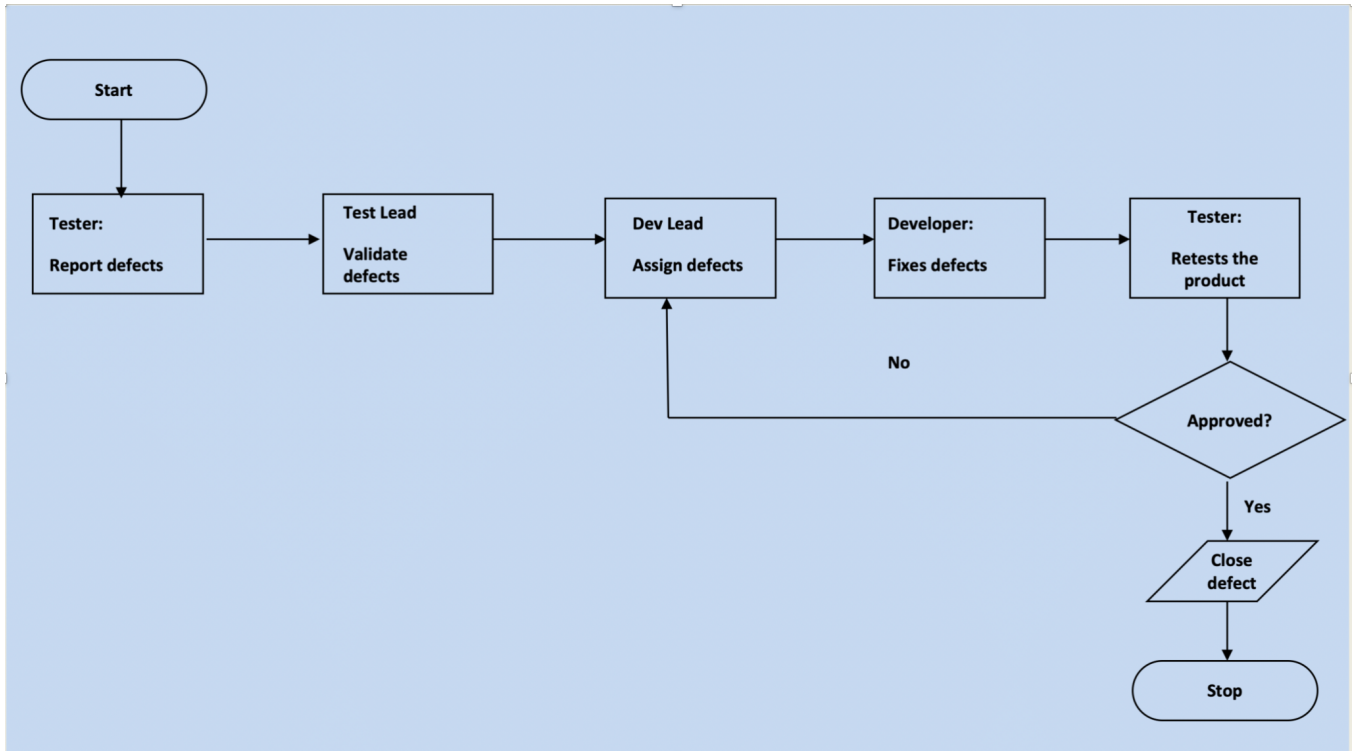 Start
Tester:
Report defects
Test Lead
Validate
defects
Dev Lead
Assign defects
Developer:
Fixes defects
Tester:
Retests the
product
No
Approved?
Yes
Close
defect
Stop